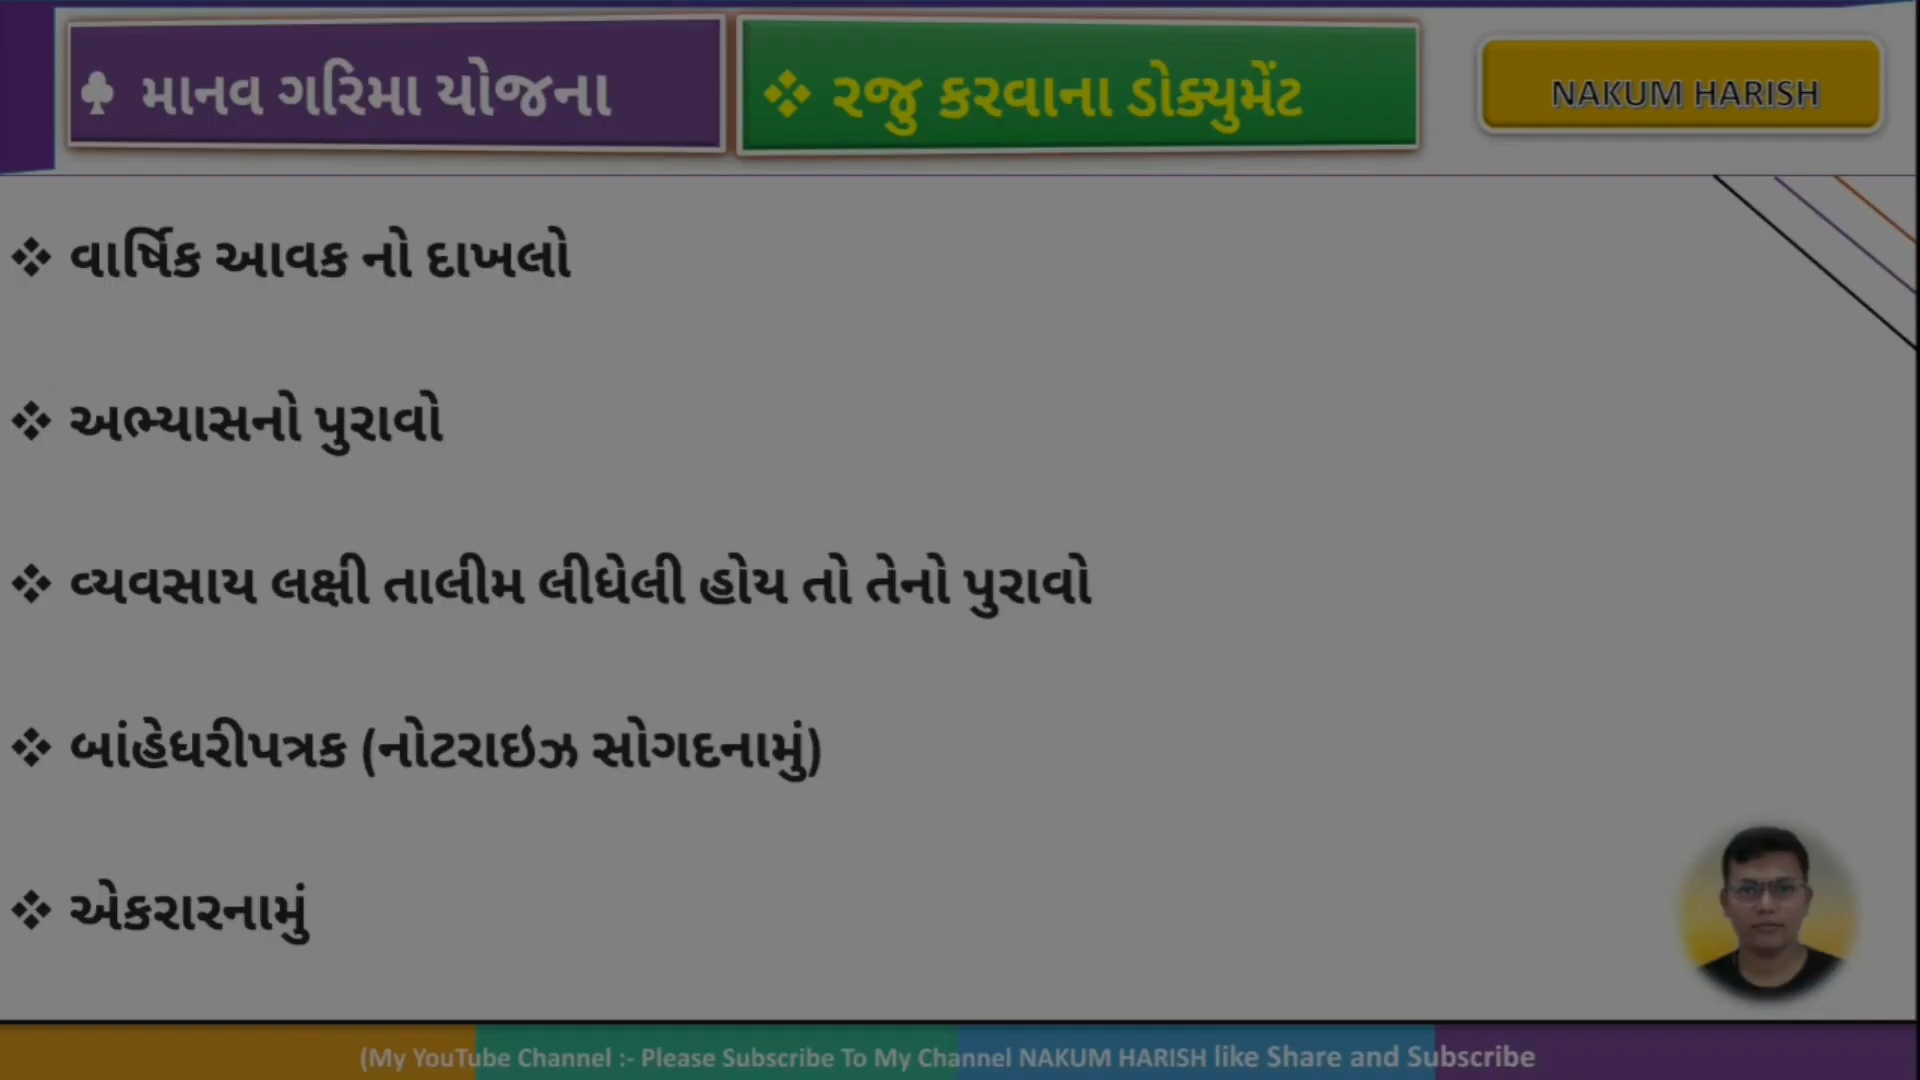 ♣ માનવ ગરિમા યોજના
❖ રજુ કરવાના ડોક્યુમેંટ
NAKUM HARISH
❖ વાર્ષિક આવક નો દાખલો
❖ અભ્યાસનો પુરાવો
❖ વ્યવસાય લક્ષી તાલીમ લીધેલી હોય તો તેનો પુરાવો
❖ બાંહેધરીપત્રક (નોટરાઇઝ સોગદનામું)
❖ એકરારનામું
(My YouTube Channel :- Please Subscribe To My Channel NAKUM HARISH like Share and Subscribe